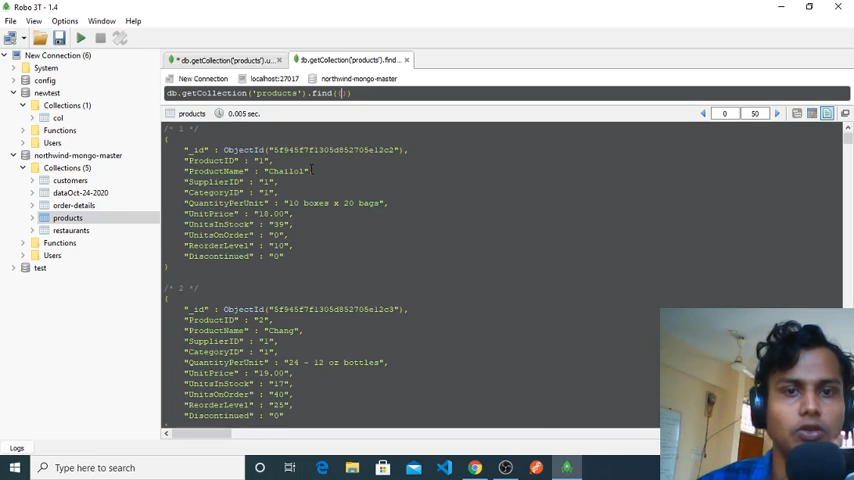 Robo 3T - 1.4
File View Options Window Help
New Connection (6)
System
config
newtest
Collections (1)
col
Functions
Users
northwind-mongo-master
Collections (5)
customers
dataOct-24-2020
order-details
products
restaurants
Functions
Users
test
* db.getCollection('products').u...
db.getCollection('products').find...
New Connection localhost:27017 northwind-mongo-master
db.getCollection('products').find({})
products 0.005 sec. 0 50
/* 1 */
{
"_id" : ObjectId("5f945f7f1305d852705e12c2"),
"ProductID" : "1",
"ProductName" : "Chailol"
"SupplierID" : "1",
"CategoryID" : "1",
"QuantityPerUnit" : "10 boxes x 20 bags",
"UnitPrice" : "18.00",
"UnitsInStock" : "39",
"UnitsOnOrder" : "0",
"ReorderLevel" : "10",
"Discontinued" : "0"
}
/* 2 */
{
"_id" : ObjectId("5f945f7f1305d852705e12c3"),
"ProductID" : "2",
"ProductName" : "Chang",
"SupplierID" : "1",
"CategoryID" : "1",
"QuantityPerUnit" : "24 - 12 oz bottles",
"UnitPrice" : "19.00",
"UnitsInStock" : "17",
"UnitsOnOrder" : "40",
"ReorderLevel" : "25",
"Discontinued" : "0"
Logs
Type here to search